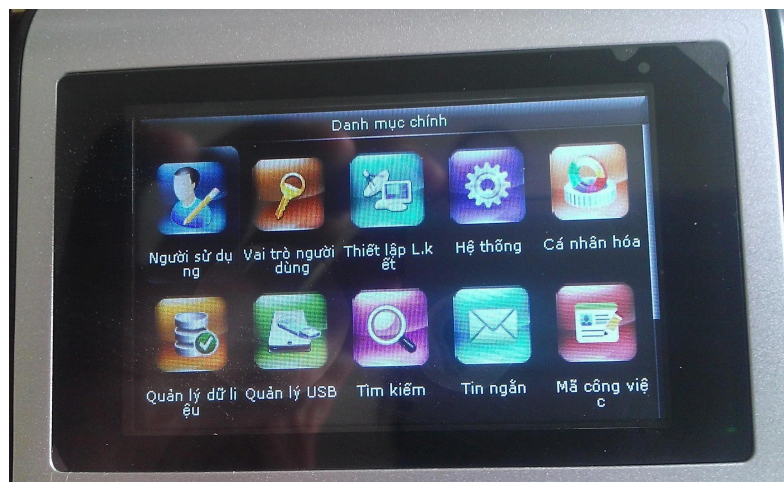 Danh mục chính
Người sử dụ
ng
Vai trò người
dùng
Thiết lập L.k
ết
Hệ thống
Cá nhân hóa
Quản lý dữ li
ệu
Quản lý USB
Tìm kiếm
Tin ngắn
Mã công việ
c